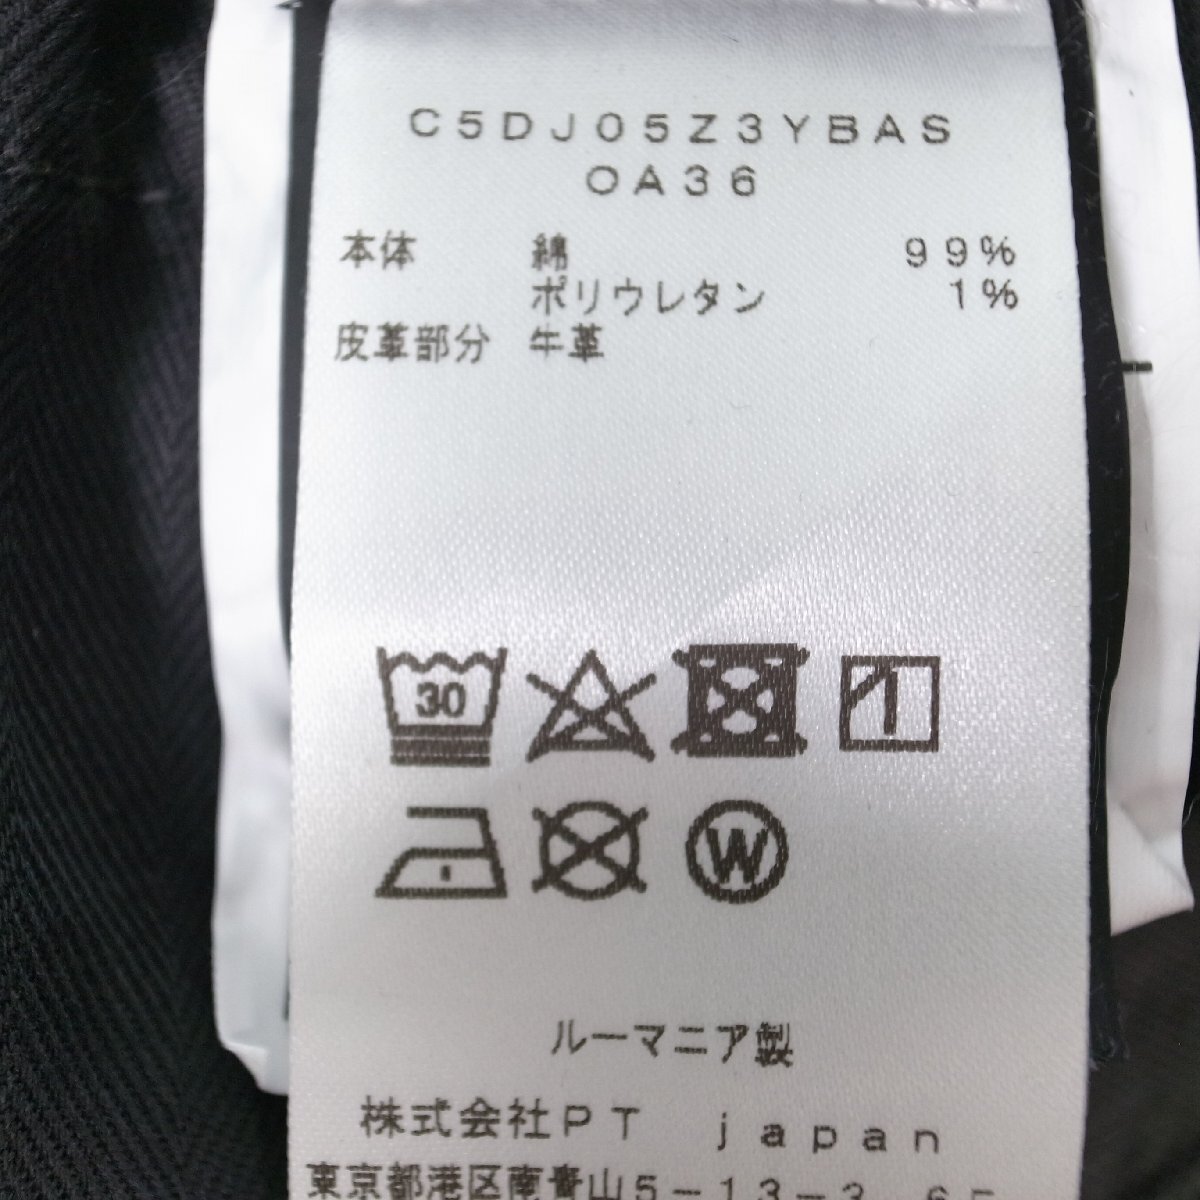 C5DJ05Z3YBAS
OA36
本体 綿 99%
ポリウレタン 1%
皮革部分 牛革
30
W
ルーマニア製
株式会社PT japan
東京都港区南青山5-13-3